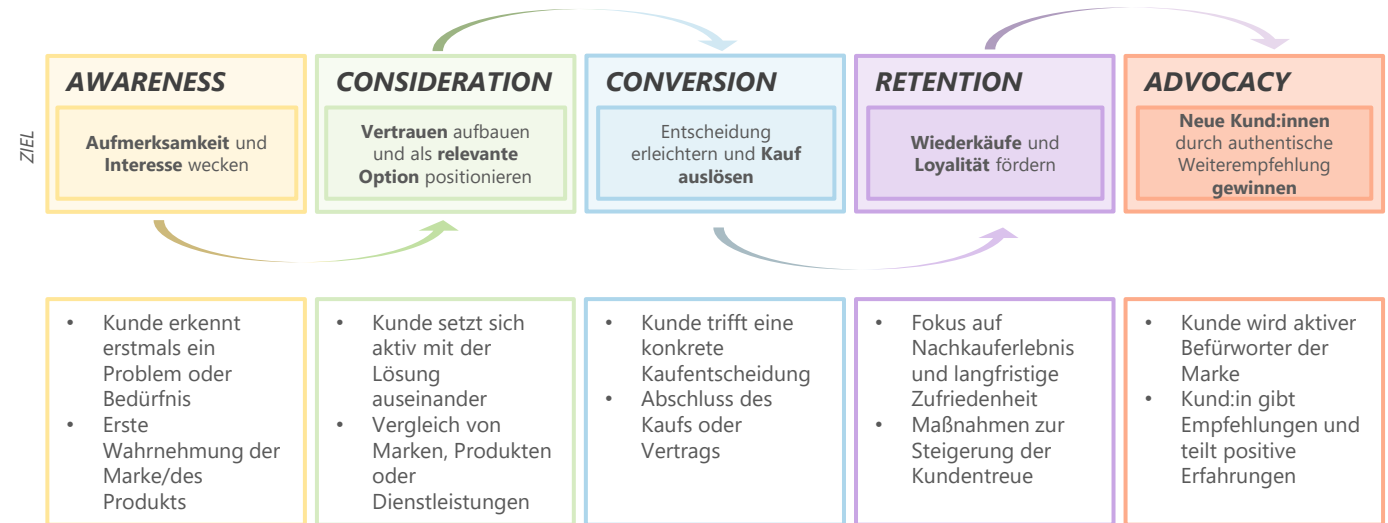 AWARENESS
Aufmerksamkeit und
Interesse wecken
CONSIDERATION
Vertrauen aufbauen
und als relevante
Option positionieren
CONVERSION
Entscheidung
erleichtern und Kauf
auslösen
RETENTION
Wiederkäufe und
Loyalität fördern
ADVOCACY
Neue Kund:innen
durch authentische
Weiterempfehlung
gewinnen
ZIEL
• Kunde erkennt
erstmals ein
Problem oder
Bedürfnis
• Erste
Wahrnehmung der
Marke/des
Produkts
• Kunde setzt sich
aktiv mit der
Lösung
auseinander
• Vergleich von
Marken, Produkten
oder
Dienstleistungen
• Kunde trifft eine
konkrete
Kaufentscheidung
• Abschluss des
Kaufs oder
Vertrags
• Fokus auf
Nachkauferlebnis
und langfristige
Zufriedenheit
• Maßnahmen zur
Steigerung der
Kundentreue
• Kunde wird aktiver
Befürworter der
Marke
• Kund:in gibt
Empfehlungen und
teilt positive
Erfahrungen